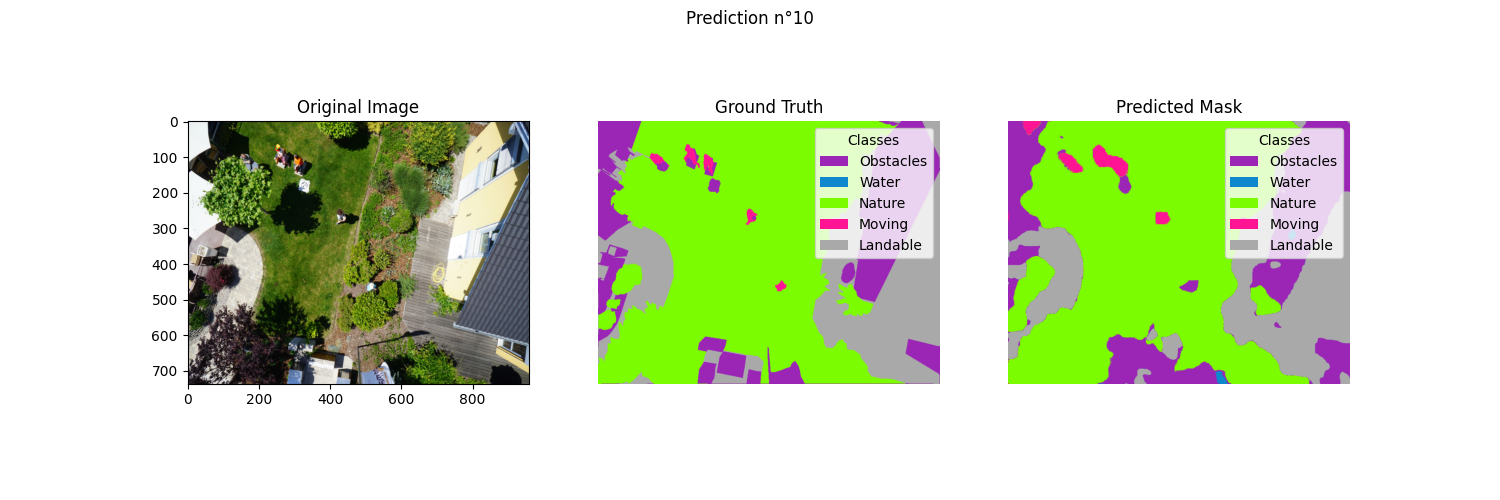 Prediction n°10
Original Image
0
100
200
300
400
500
600
700
0 200 400 600 800
Ground Truth
Classes
Obstacles
Water
Nature
Moving
Landable
Predicted Mask
Classes
Obstacles
Water
Nature
Moving
Landable